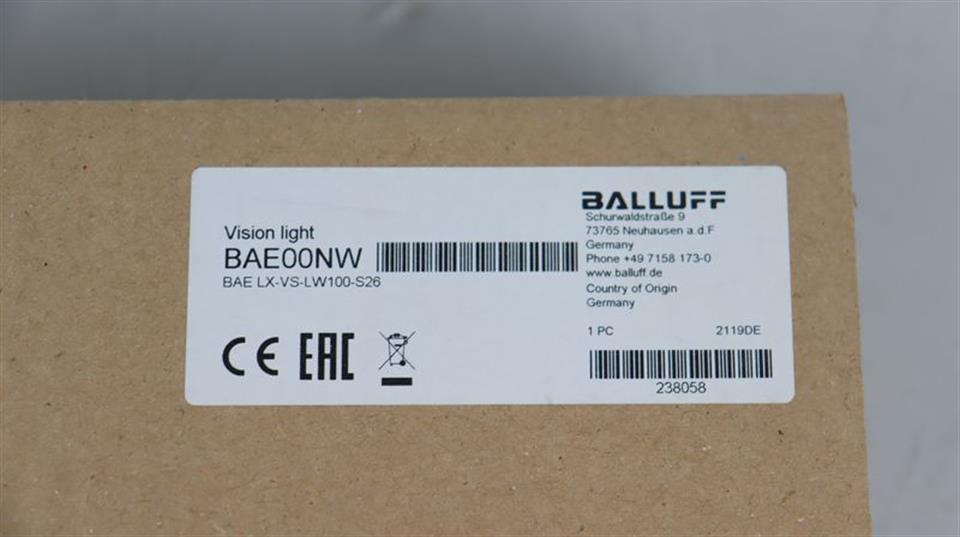 Vision light
BAE00NW
BAE LX-VS-LW100-S26
CE EAC
BALLUFF
Schurwaldstraße 9
73765 Neuhausen a.d.F
Germany
Phone +49 7158 173-0
www.balluff.de
Country of Origin
Germany
1 PC 2119DE
238058